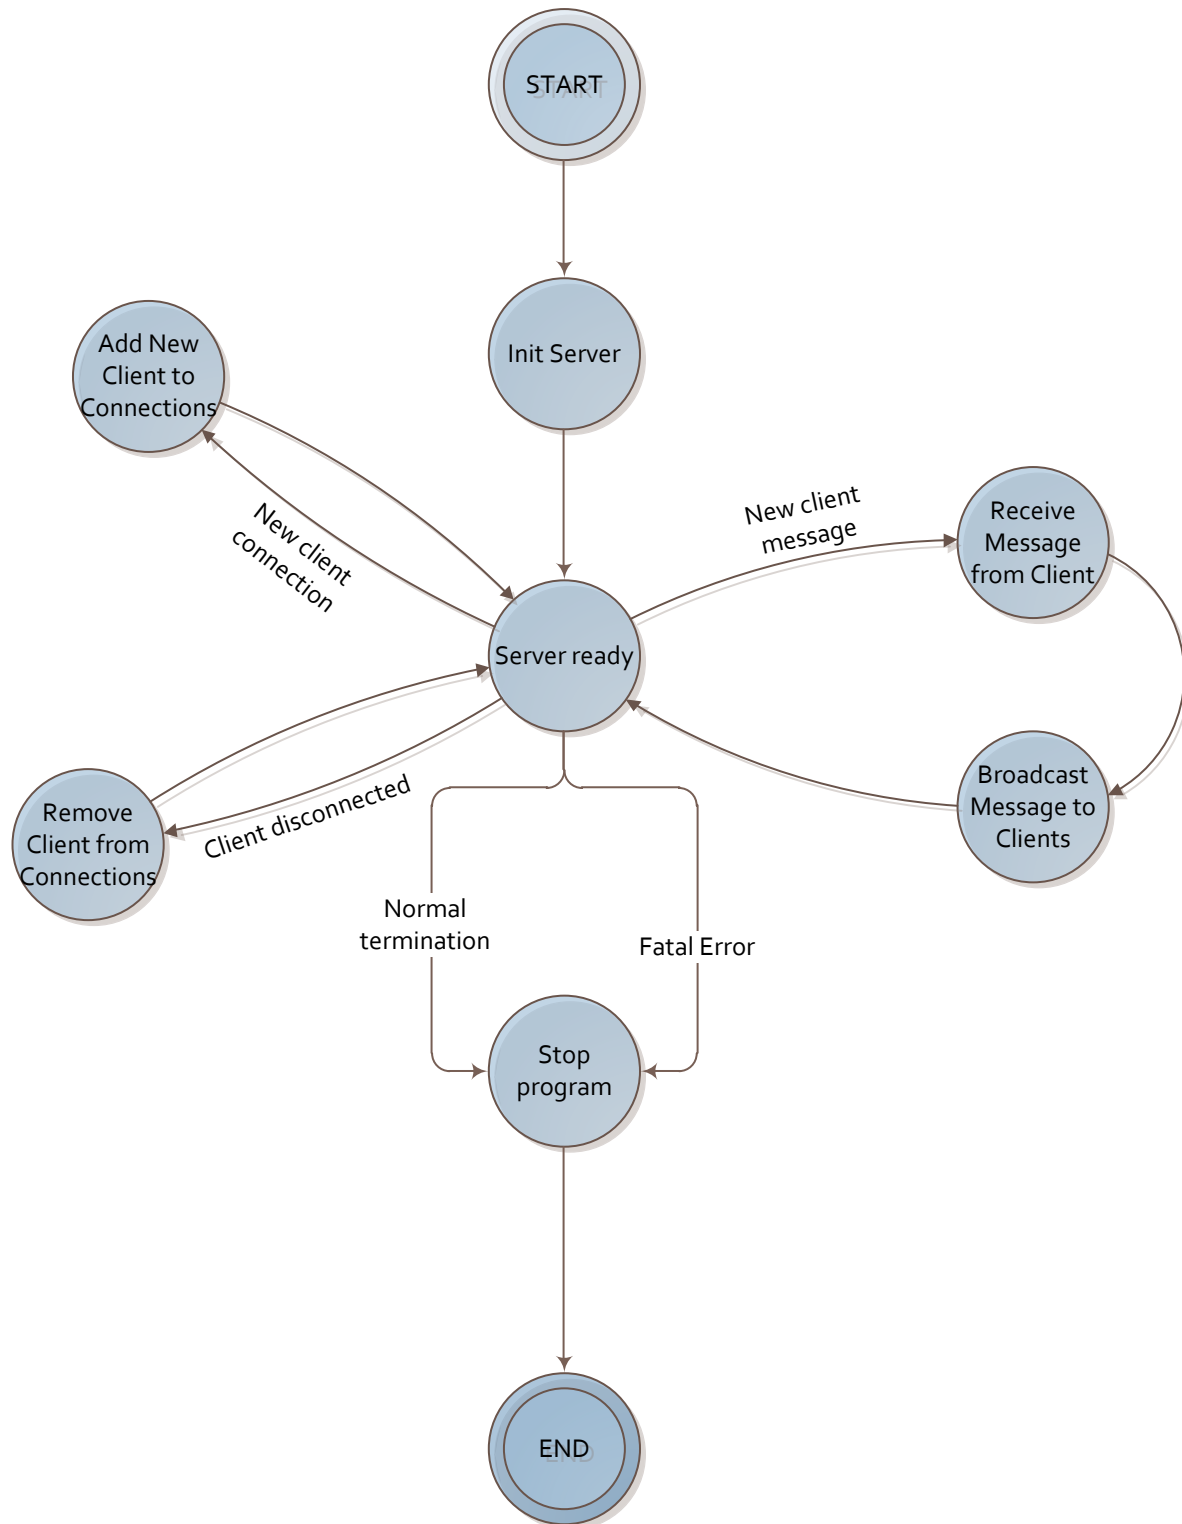 START
Init Server
Add New
Client to
Connections
New client
connection
New client
message
Receive
Message
from Client
Server ready
Broadcast
Message to
Clients
Remove
Client from
Connections
Client disconnected
Normal
termination
Fatal Error
Stop
program
END